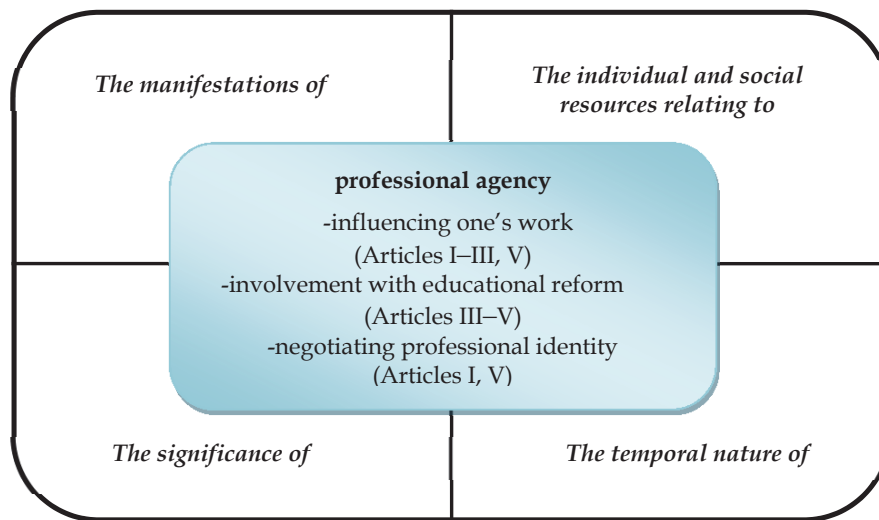 The manifestations of
The individual and social
resources relating to
professional agency
-influencing one's work
(Articles I–III, V)
-involvement with educational reform
(Articles III–V)
-negotiating professional identity
(Articles I, V)
The significance of
The temporal nature of